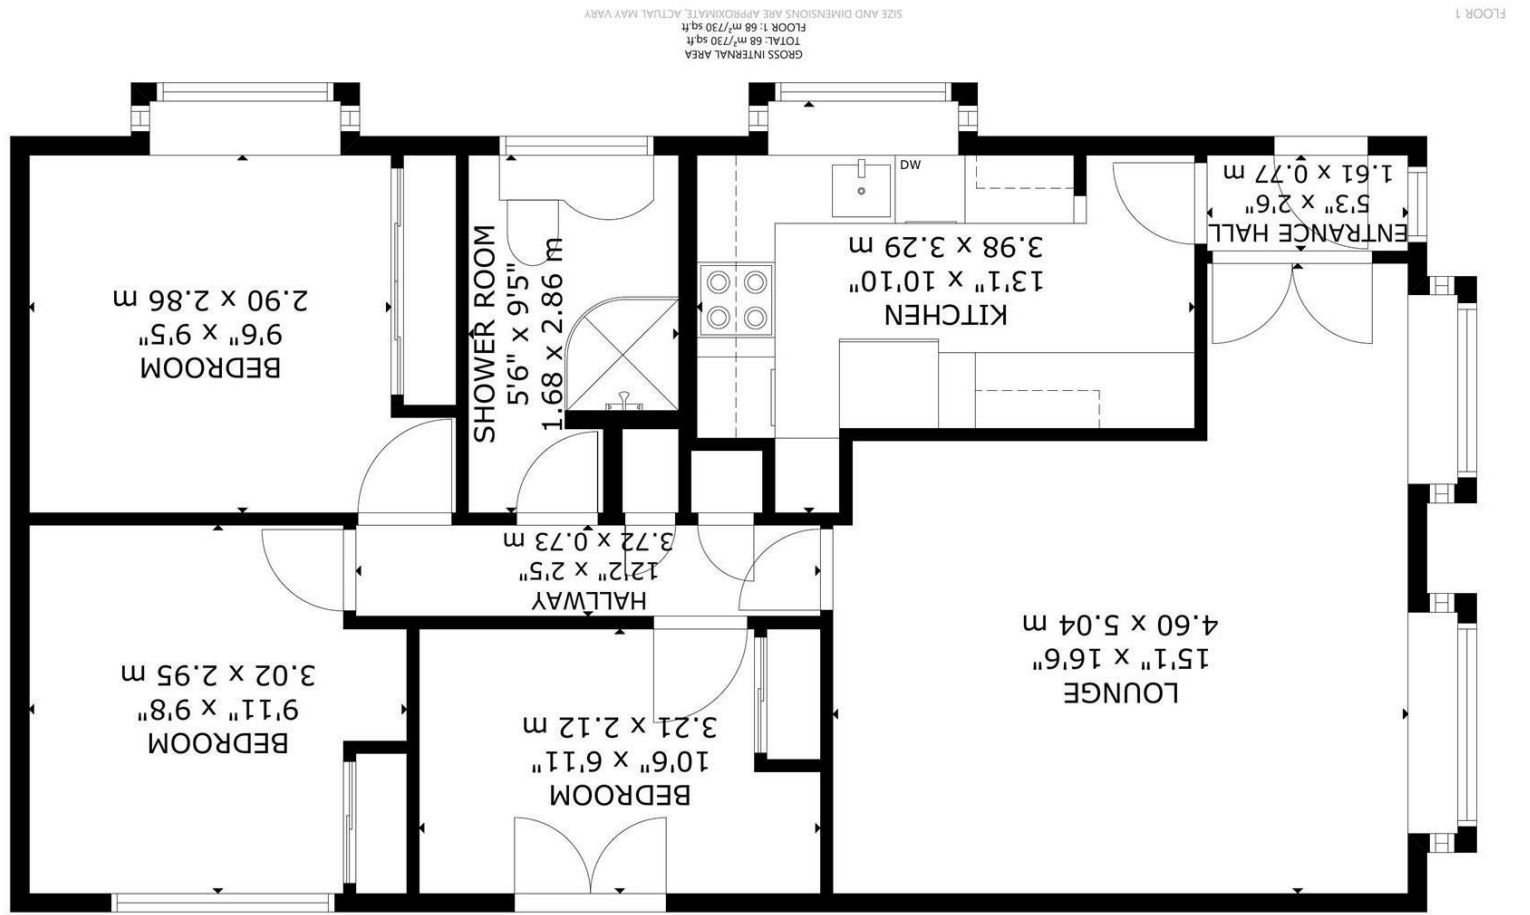 BEDROOM
9'11" x 9'8"
3.02 x 2.95 m
BEDROOM
10'6" x 6'11"
3.21 x 2.12 m
LOUNGE
15'1" x 16'6"
4.60 x 5.04 m
HALLWAY
12'2" x 2'5"
3.72 x 0.73 m
BEDROOM
9'6" x 9'5"
2.90 x 2.86 m
SHOWER ROOM
5'6" x 9'5"
1.68 x 2.86 m
KITCHEN
13'1" x 10'10"
3.98 x 3.29 m
DW
ENTRANCE HALL
5'3" x 2'6"
1.61 x 0.77 m
GROSS INTERNAL AREA
TOTAL: 68 m²/730 sq.ft
FLOOR 1: 68 m²/730 sq.ft
SIZE AND DIMENSIONS ARE APPROXIMATE, ACTUAL MAY VARY
FLOOR 1